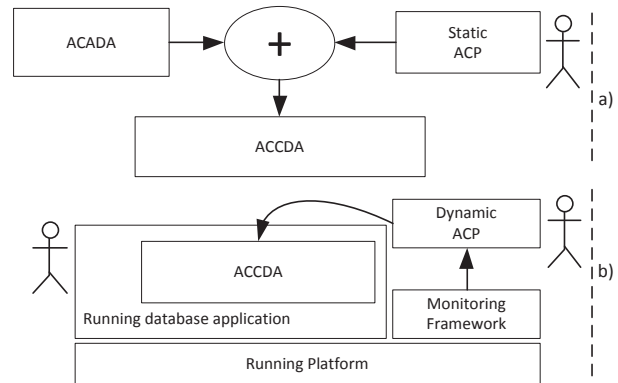 ACADA
+
Static
ACP
a)
ACCDA
Dynamic
ACP
ACCDA
b)
Running database application
Monitoring
Framework
Running Platform